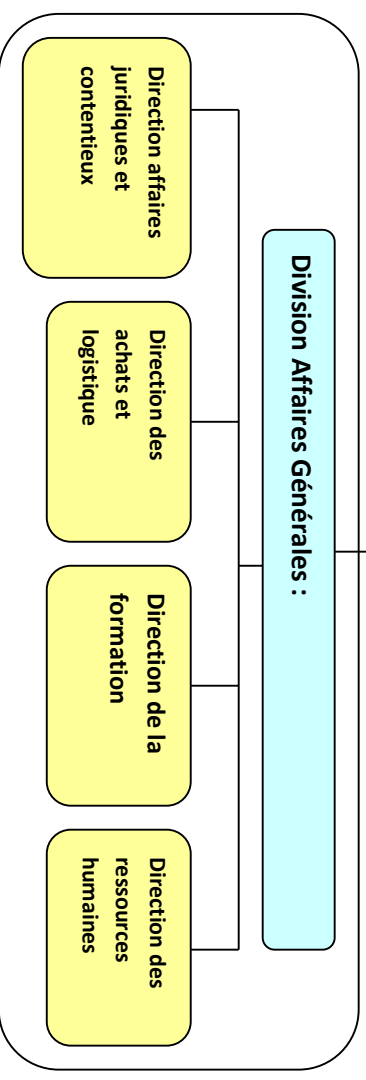 Division Affaires Générales :
Direction affaires
juridiques et
contentieux
Direction des
achats et
logistique
Direction de la
formation
Direction des
ressources
humaines